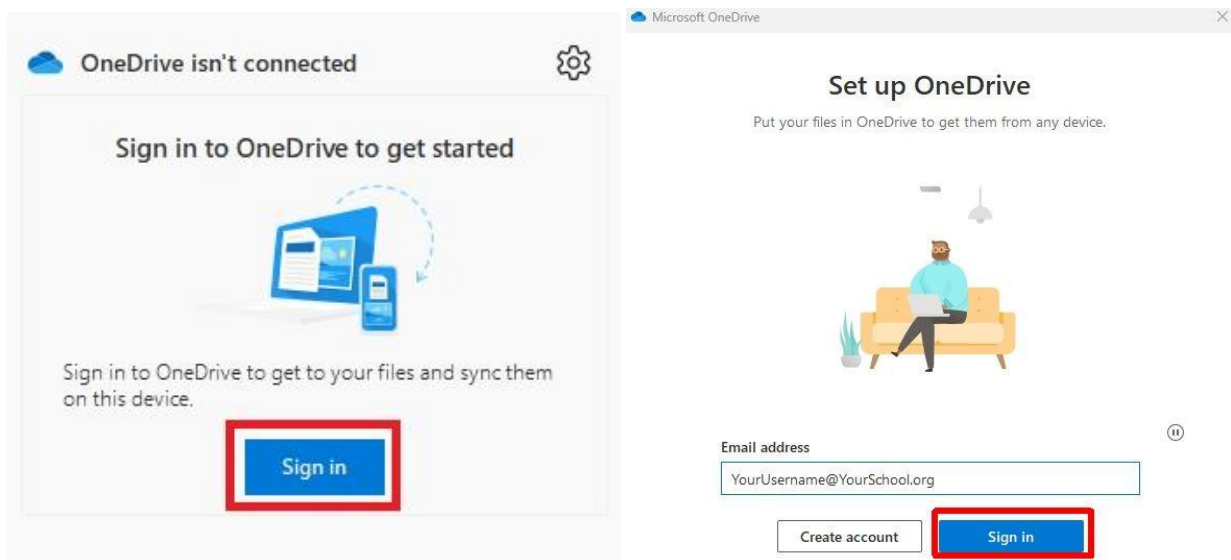 OneDrive isn't connected
Sign in to OneDrive to get started
Sign in to OneDrive to get to your files and sync them
on this device.
Sign in
Microsoft OneDrive
Set up OneDrive
Put your files in OneDrive to get them from any device.
Email address
YourUsername@YourSchool.org
Create account
Sign in